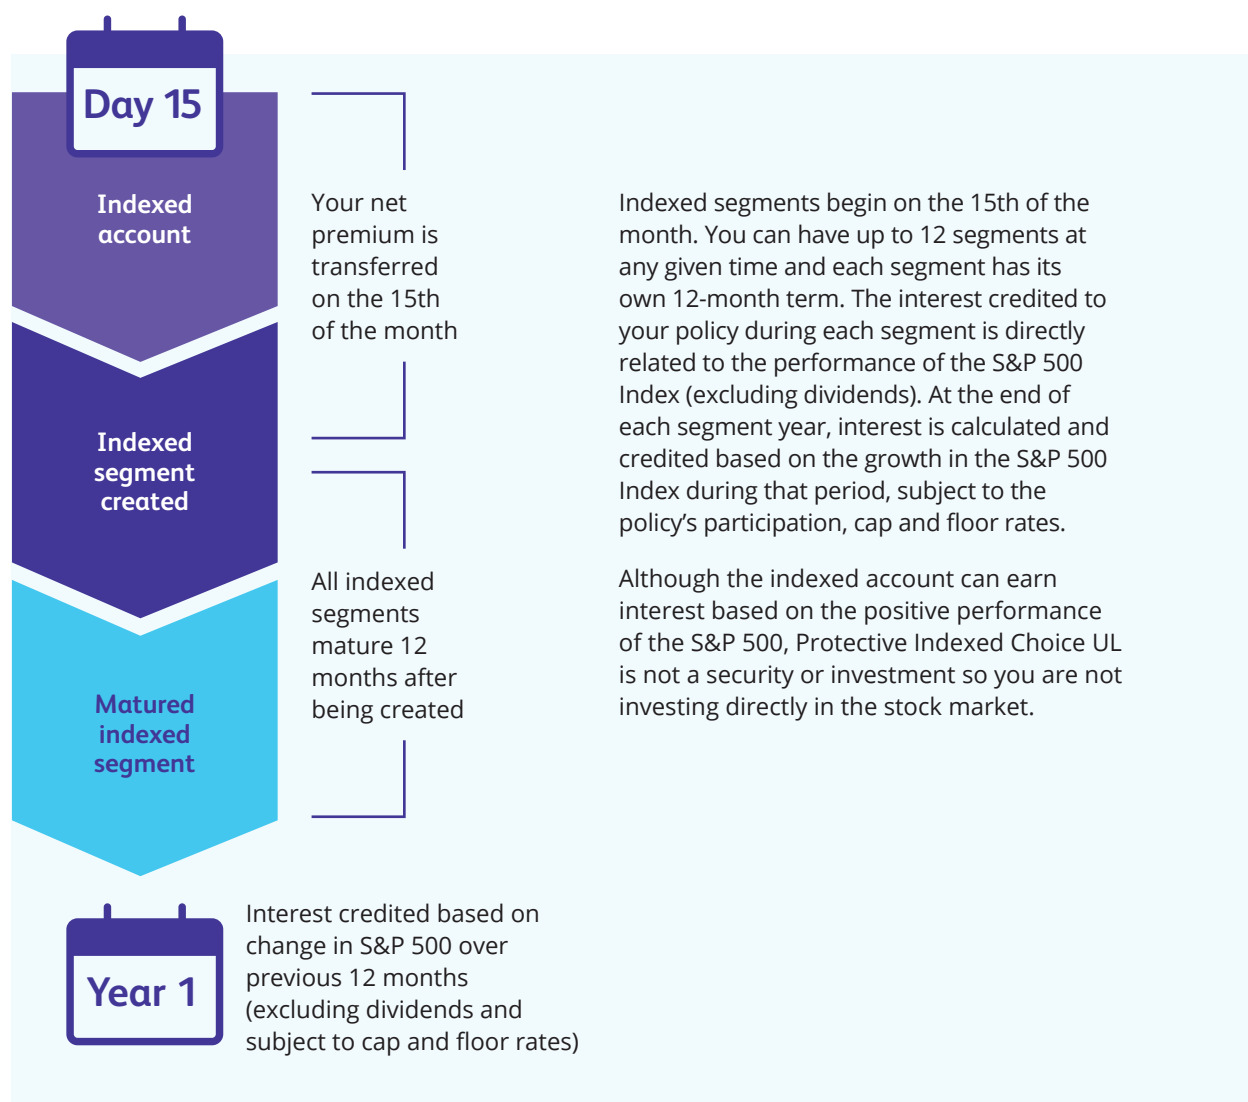 Day 15
Indexed
account
Your net
premium is
transferred
on the 15th
of the month
Indexed
segment
created
All indexed
segments
mature 12
months after
being created
Matured
indexed
segment
Year 1
Interest credited based on
change in S&P 500 over
previous 12 months
(excluding dividends and
subject to cap and floor rates)
Indexed segments begin on the 15th of the
month. You can have up to 12 segments at
any given time and each segment has its
own 12-month term. The interest credited to
your policy during each segment is directly
related to the performance of the S&P 500
Index (excluding dividends). At the end of
each segment year, interest is calculated and
credited based on the growth in the S&P 500
Index during that period, subject to the
policy’s participation, cap and floor rates.
Although the indexed account can earn
interest based on the positive performance
of the S&P 500, Protective Indexed Choice UL
is not a security or investment so you are not
investing directly in the stock market.